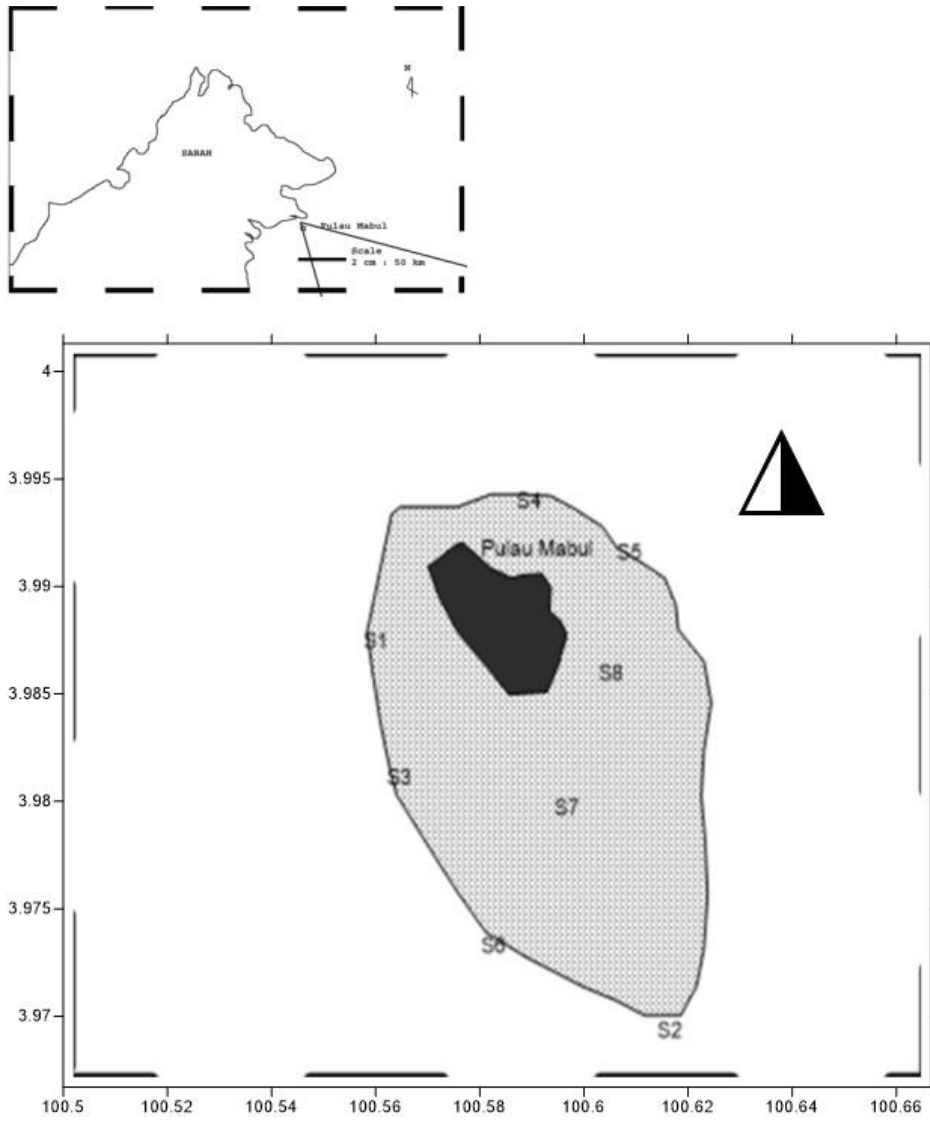 N
SABAH
Pulau Mabul
Scale
2 cm : 50 km
4
3.995
S4
Pulau Mabul
S5
3.99
S1
S8
3.985
S3
3.98
S7
3.975
S6
3.97
S2
100.5 100.52 100.54 100.56 100.58 100.6 100.62 100.64 100.66